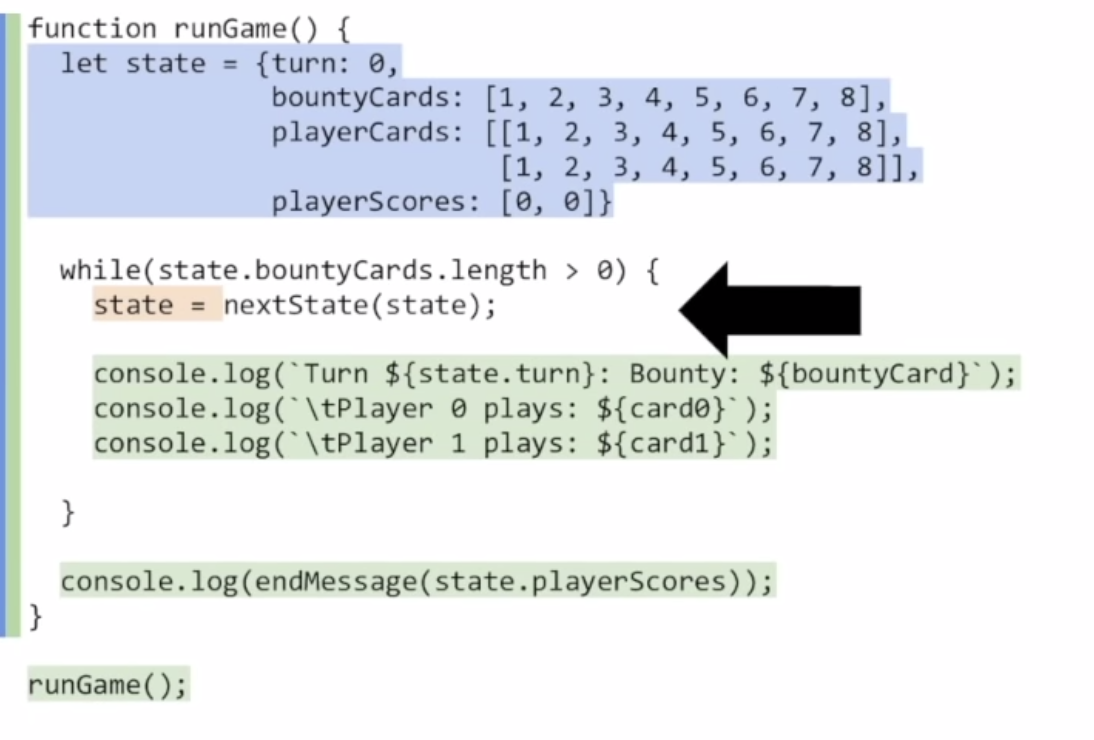 function runGame() {
  let state = {turn: 0,
               bountyCards: [1, 2, 3, 4, 5, 6, 7, 8],
               playerCards: [[1, 2, 3, 4, 5, 6, 7, 8],
                             [1, 2, 3, 4, 5, 6, 7, 8]],
               playerScores: [0, 0]}
  while(state.bountyCards.length > 0) {
    state = nextState(state);
    console.log(`Turn ${state.turn}: Bounty: ${bountyCard}`);
    console.log(`\tPlayer 0 plays: ${card0}`);
    console.log(`\tPlayer 1 plays: ${card1}`);
  }
  console.log(endMessage(state.playerScores));
}
runGame();